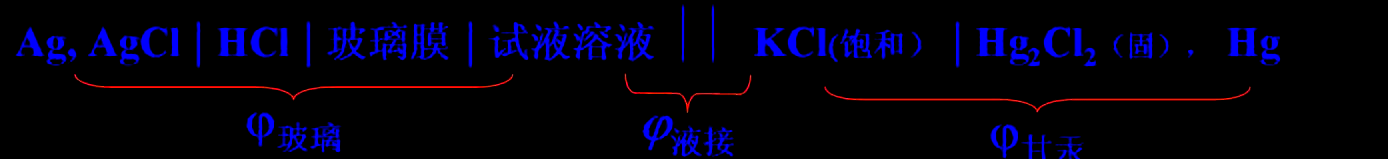 Ag, AgCl | HCl | 玻璃膜 | 试液溶液 || KCl(饱和） | Hg₂Cl₂（固）， Hg
φ玻璃 φ液接 φ甘汞